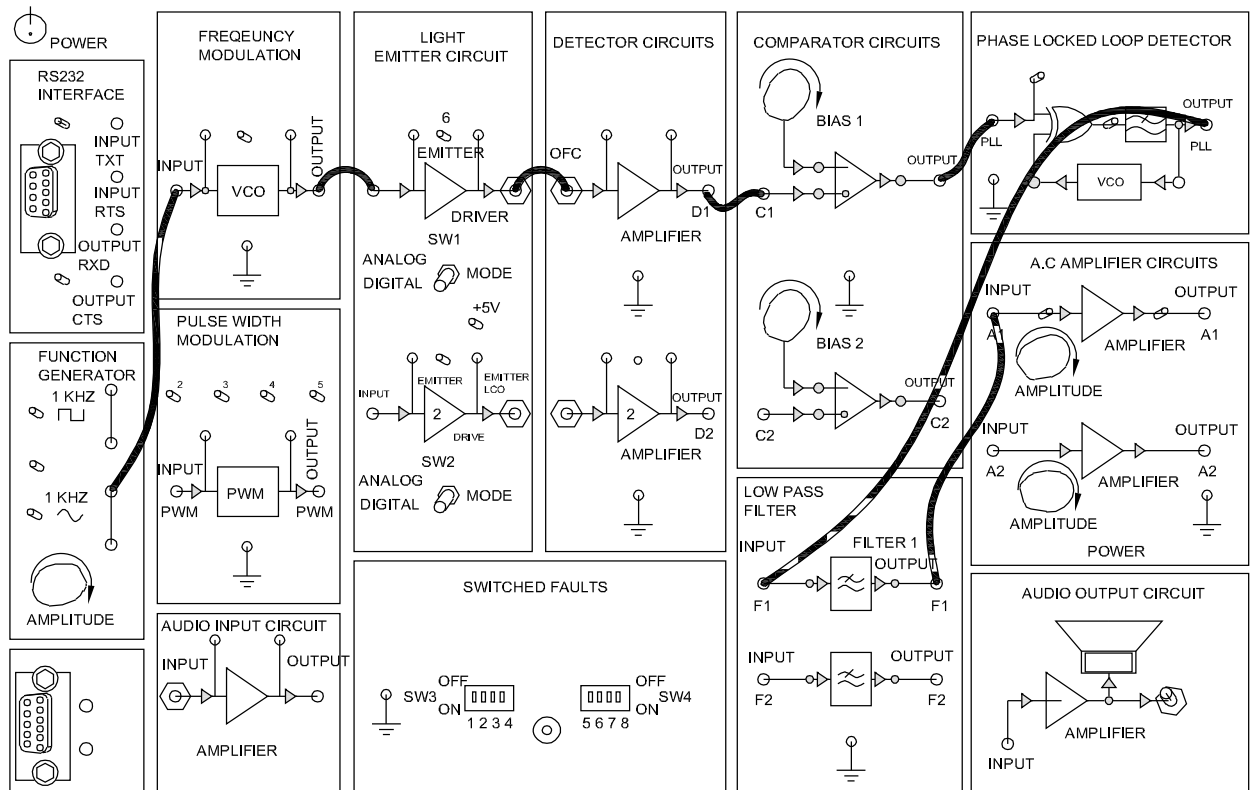 POWER
RS232
INTERFACE
INPUT
TXT
INPUT
RTS
OUTPUT
RXD
OUTPUT
CTS
FUNCTION
GENERATOR
1 KHZ
1 KHZ
AMPLITUDE
FREQEUNCY
MODULATION
INPUT
VCO
OUTPUT
PULSE WIDTH
MODULATION
2
3
4
5
INPUT
PWM
PWM
OUTPUT
PWM
AUDIO INPUT CIRCUIT
INPUT
OUTPUT
AMPLIFIER
LIGHT
EMITTER CIRCUIT
6
EMITTER
DRIVER
SW1
ANALOG
DIGITAL
MODE
+5V
INPUT
EMITTER
EMITTER
LCO
2
DRIVE
SW2
ANALOG
DIGITAL
MODE
DETECTOR CIRCUITS
OFC
OUTPUT
D1
AMPLIFIER
2
OUTPUT
D2
AMPLIFIER
SWITCHED FAULTS
OFF
SW3
ON
1 2 3 4
OFF
SW4
ON
5 6 7 8
COMPARATOR CIRCUITS
BIAS 1
OUTPUT
C1
BIAS 2
OUTPUT
C2
C2
LOW PASS
FILTER
INPUT
FILTER 1
OUTPUT
F1
F1
INPUT
OUTPUT
F2
F2
PHASE LOCKED LOOP DETECTOR
OUTPUT
PLL
PLL
VCO
A.C AMPLIFIER CIRCUITS
INPUT
OUTPUT
A1
A1
AMPLIFIER
AMPLITUDE
INPUT
OUTPUT
A2
A2
AMPLIFIER
AMPLITUDE
POWER
AUDIO OUTPUT CIRCUIT
AMPLIFIER
INPUT